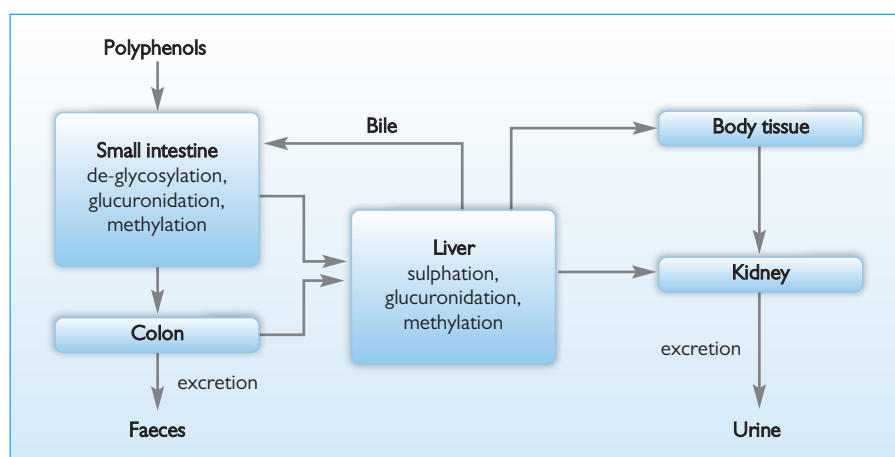 Polyphenols
Small intestine
de-glycosylation,
glucuronidation,
methylation
Bile
Body tissue
Liver
sulphation,
glucuronidation,
methylation
Kidney
Colon
excretion
excretion
Faeces
Urine